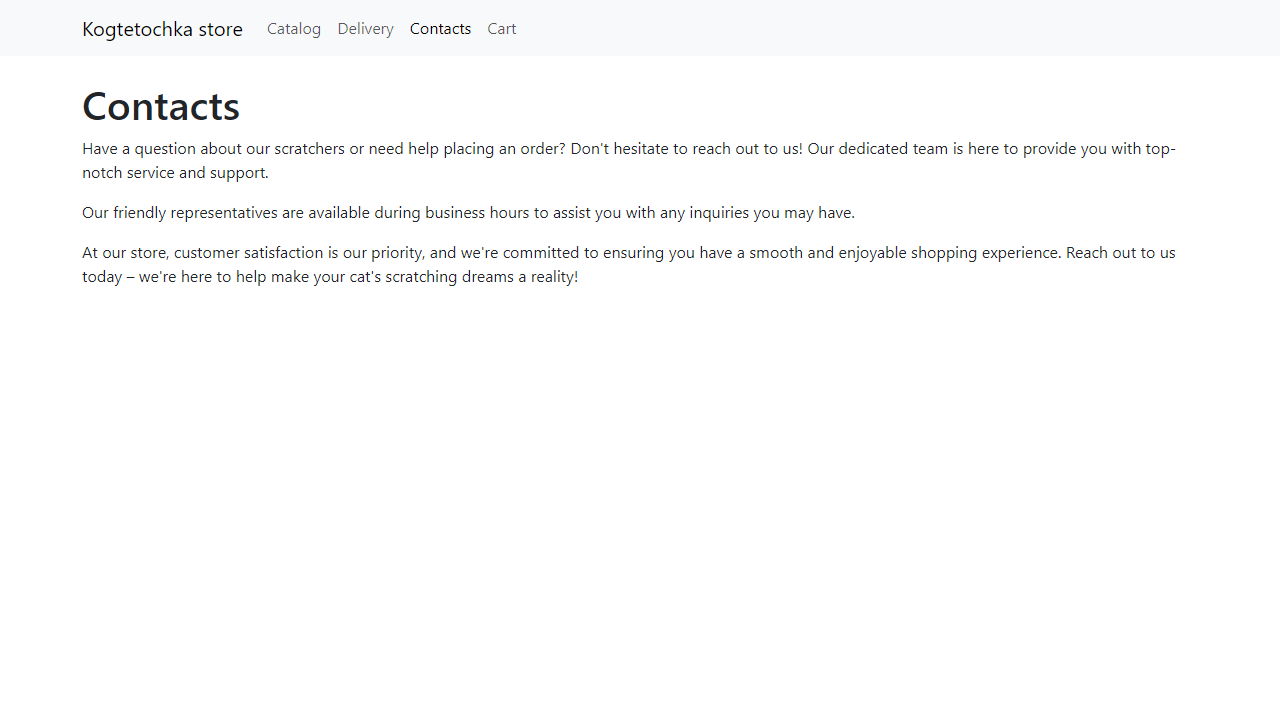 Kogtetochka store Catalog Delivery Contacts Cart
Contacts
Have a question about our scratchers or need help placing an order? Don't hesitate to reach out to us! Our dedicated team is here to provide you with top-
notch service and support.
Our friendly representatives are available during business hours to assist you with any inquiries you may have.
At our store, customer satisfaction is our priority, and we're committed to ensuring you have a smooth and enjoyable shopping experience. Reach out to us
today – we're here to help make your cat's scratching dreams a reality!